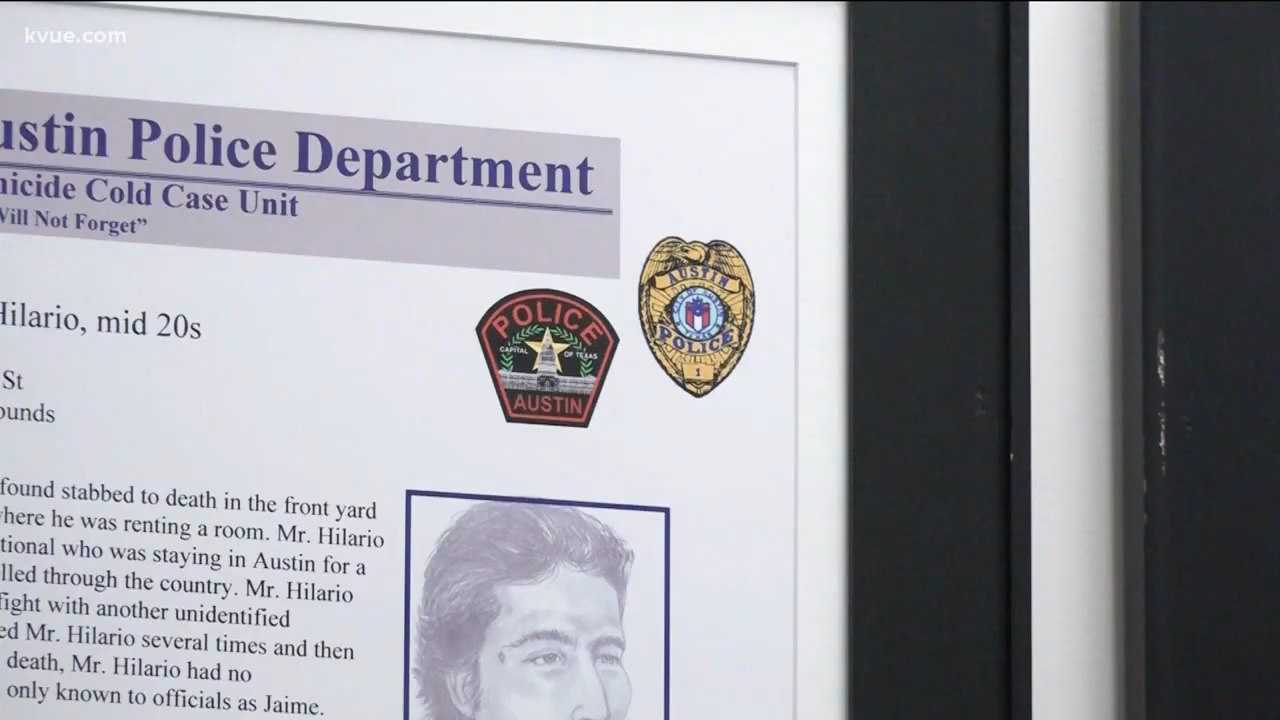 kvue.com
ustin Police Department
nicide Cold Case Unit
Will Not Forget”
Hilario, mid 20s
St
ounds
POLICE
CAPITAL OF TEXAS
AUSTIN
AUSTIN
POLICE
1
found stabbed to death in the front yard
where he was renting a room. Mr. Hilario
tional who was staying in Austin for a
lled through the country. Mr. Hilario
fight with another unidentified
ed Mr. Hilario several times and then
death, Mr. Hilario had no
only known to officials as Jaime.